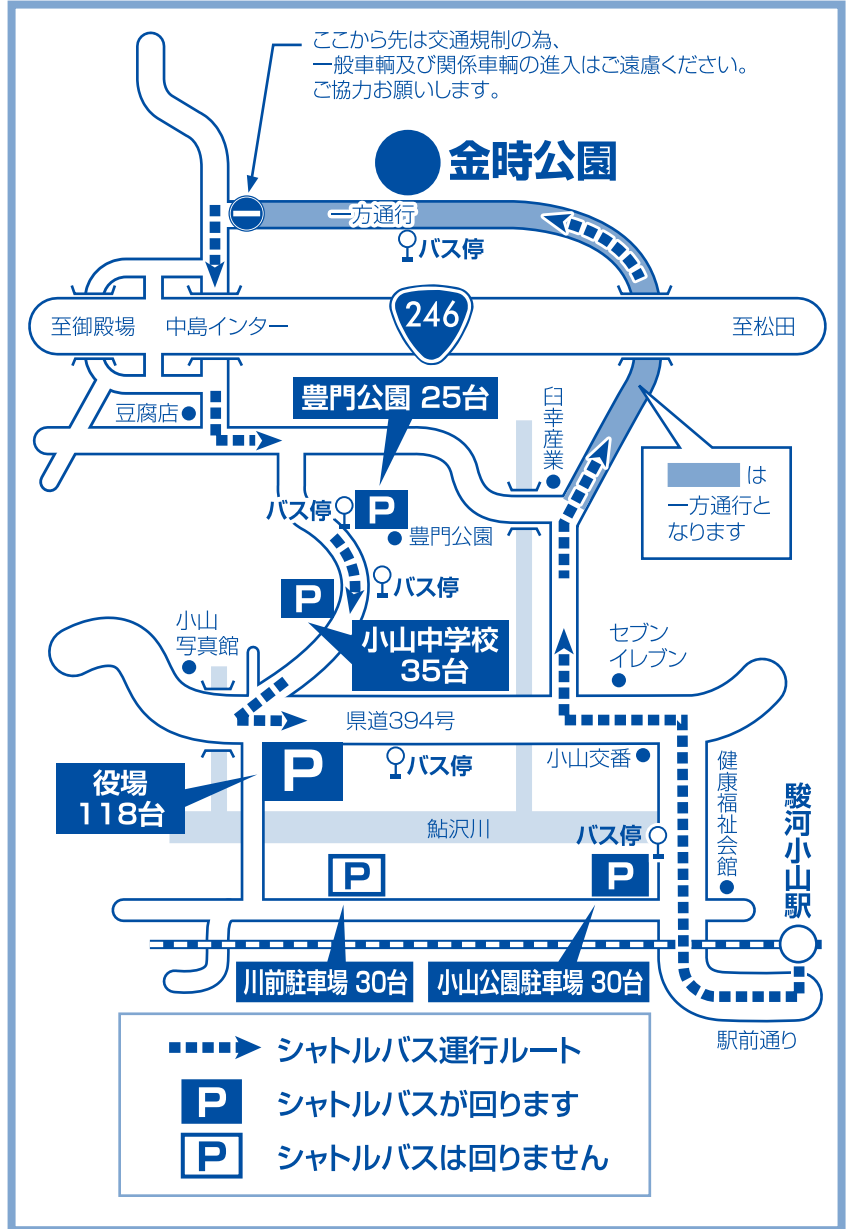 ここから先は交通規制の為、
一般車輌及び関係車輌の進入はご遠慮ください。
ご協力お願いします。
金時公園
一方通行
バス停
246
至御殿場
中島インター
至松田
豊門公園 25台
臼幸産業
豆腐店
は
一方通行と
なります
バス停
P
豊門公園
バス停
P
小山中学校
35台
小山
写真館
セブン
イレブン
県道394号
P
バス停
小山交番
健康福祉会館
役場
118台
鮎沢川
バス停
駿河小山駅
P
P
川前駐車場 30台
小山公園駐車場 30台
駅前通り
シャトルバス運行ルート
P
シャトルバスが回ります
P
シャトルバスは回りません